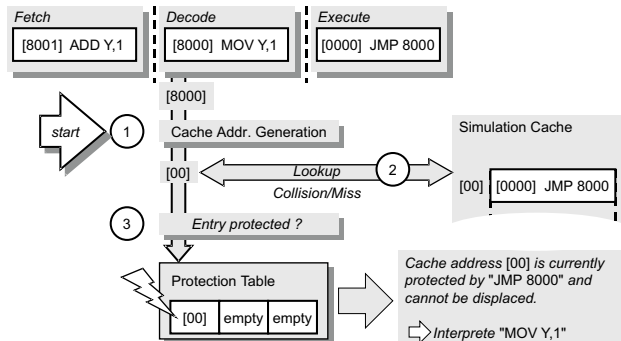 Fetch
Decode
Execute
[8001] ADD Y,1
[8000] MOV Y,1
[0000] JMP 8000
[8000]
start
1
Cache Addr. Generation
Simulation Cache
[00]
Lookup
2
Collision/Miss
[00]
[0000] JMP 8000
3
Entry protected ?
Protection Table
[00]
empty
empty
Cache address [00] is currently
protected by "JMP 8000" and
cannot be displaced.
Interprete "MOV Y,1"